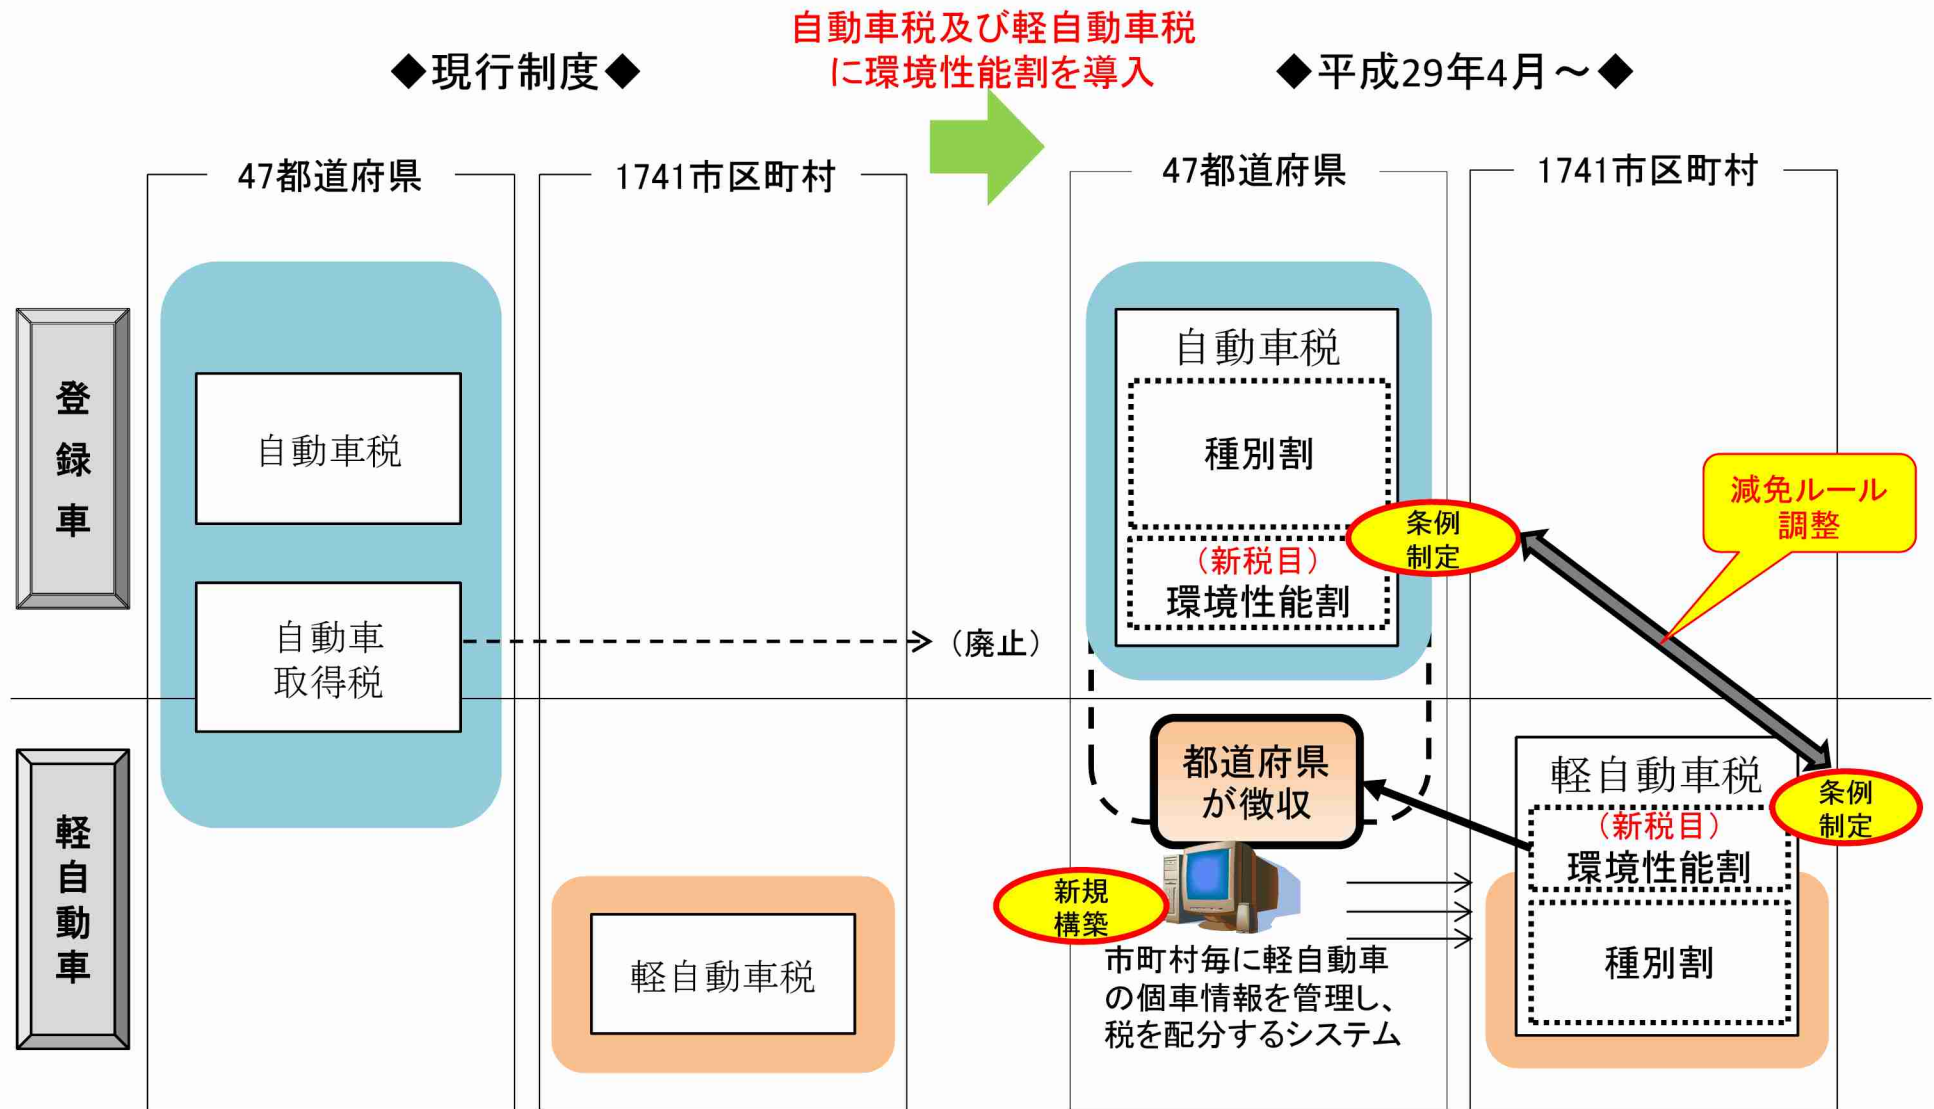 自動車税及び軽自動車税
に環境性能割を導入
◆現行制度◆
◆平成29年4月～◆
47都道府県
1741市区町村
47都道府県
1741市区町村
登録車
自動車税
自動車
取得税
(廃止)
自動車税
種別割
(新税目)
環境性能割
条例
制定
減免ルール
調整
軽自動車
軽自動車税
都道府県
が徴収
新規
構築
市町村毎に軽自動車
の個車情報を管理し、
税を配分するシステム
軽自動車税
(新税目)
環境性能割
種別割
条例
制定